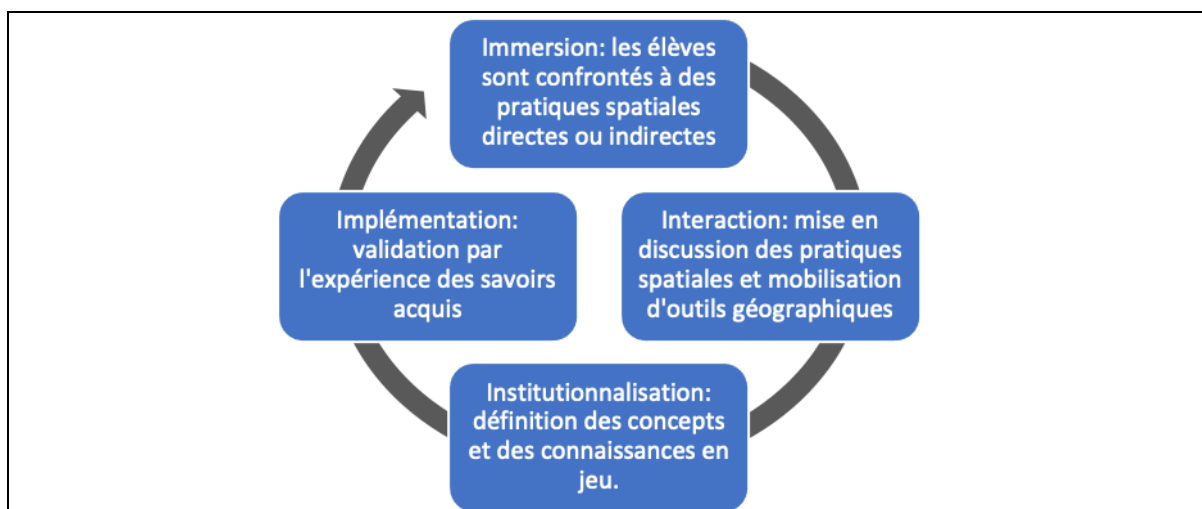 Immersion: les élèves
sont confrontés à des
pratiques spatiales
directes ou indirectes
Implémentation:
validation par
l'expérience des savoirs
acquis
Interaction: mise en
discussion des pratiques
spatiales et mobilisation
d'outils géographiques
Institutionnalisation:
définition des concepts
et des connaissances en
jeu.